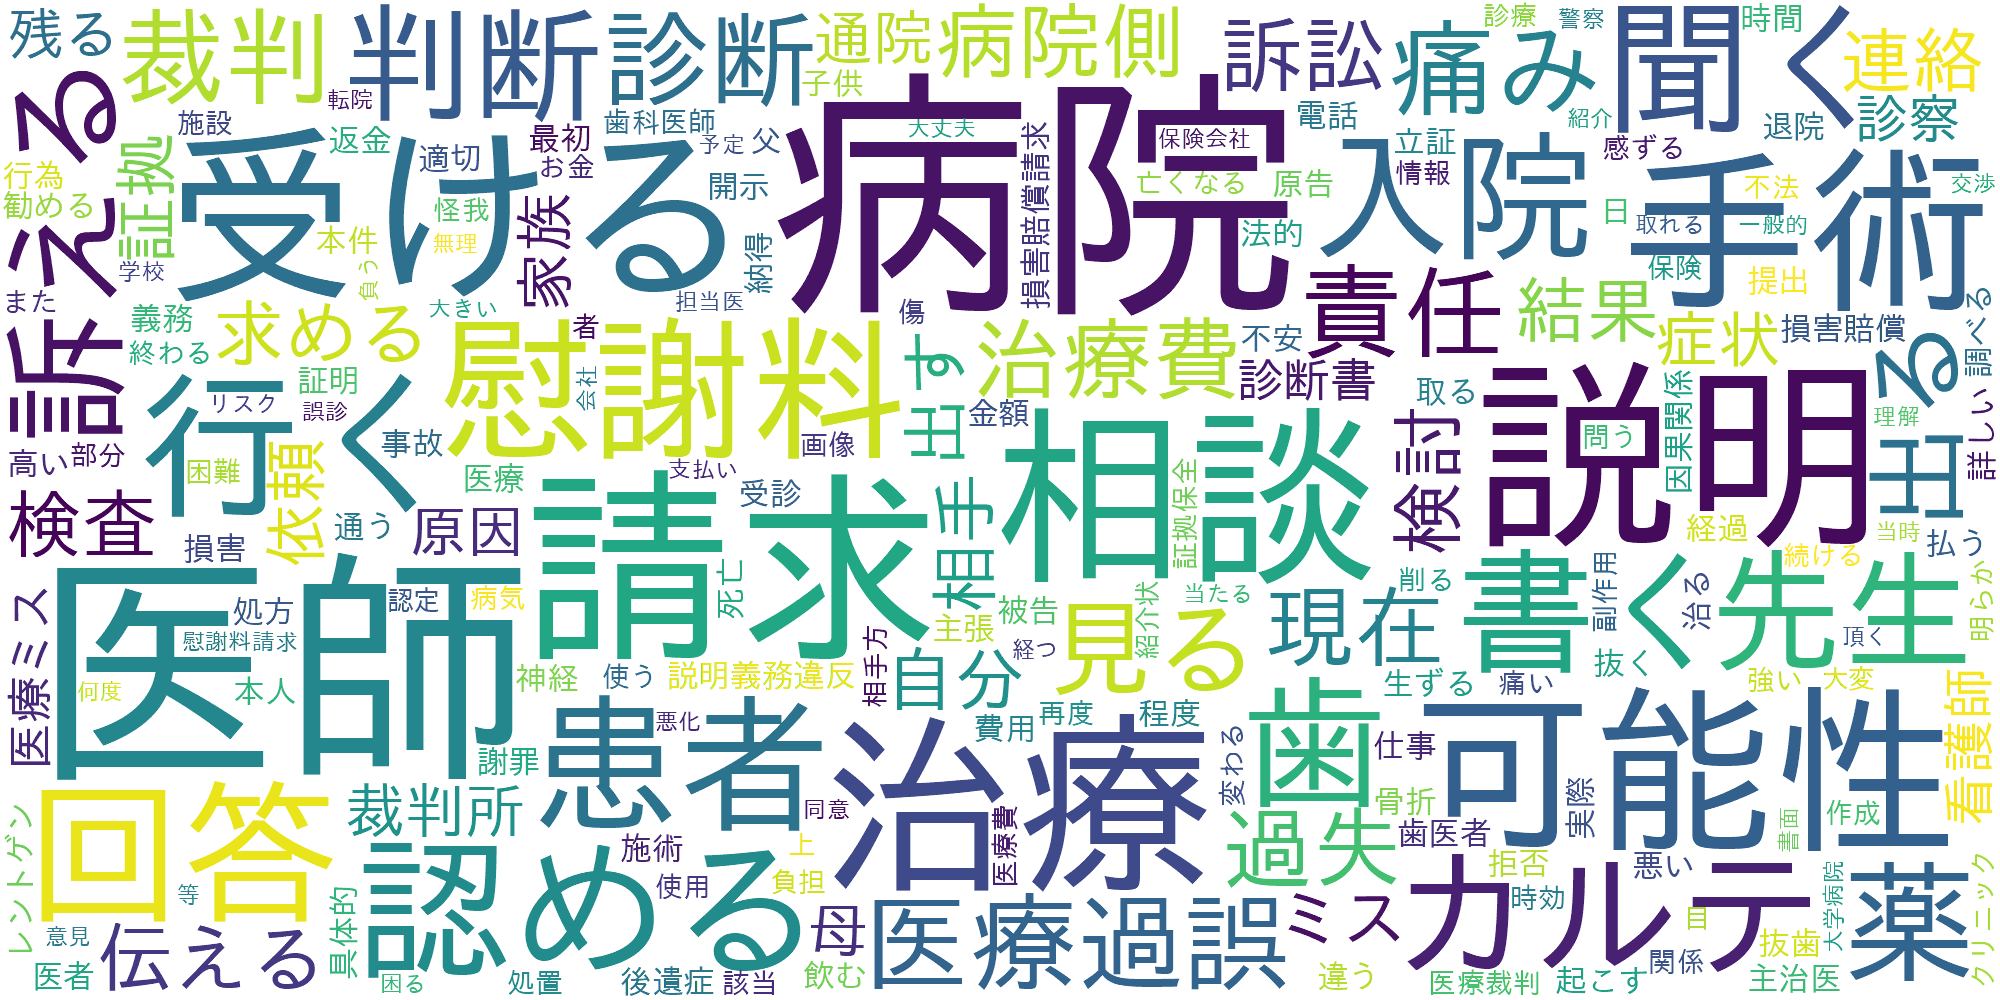 残る
裁判
判断
診断
通院
病院側
訴訟
痛み
診療
警察
時間
聞く
連絡
子供
転院
施設
返金
適切
最初
歯科医師
お金
予定
父
大丈夫
保険会社
電話
立証
情報
紹介
退院
診察
感ずる
訴える
行為
勧める
証拠
受ける
病院
入院
手術
怪我
開示
家族
亡くなる
原告
法的
日
不法
取れる
一般的
交渉
本件
無理
学校
負う
また
大きい
担当医
納得
損害賠償請求
保険
提出
義務
終わる
求める
慰謝料
者
傷
治療費
不安
責任
結果
症状
損害賠償
調べる
出る
証明
リスク
誤診
会社
出す
金額
診断書
取る
因果関係
理解
詳しい
行く
高い
部分
困難
依頼
事故
医療
画像
支払い
受診
相談
検討
説明
問う
経過
当時
払う
検査
損害
通う
原因
請求
相手
証拠保全
削る
書く
先生
続ける
医師
処方
認定
病気
死亡
主張
被告
紹介状
当たる
見る
現在
副作用
治る
頂く
明らか
医療ミス
慰謝料請求
何度
本人
神経
使う
説明義務違反
相手方
自分
経つ
生ずる
抜く
痛い
強い
大変
謝罪
患者
悪化
費用
再度
程度
変わる
歯
仕事
可能性
看護師
回答
裁判所
同意
治療
医療費
骨折
歯医者
実際
書面
作成
レントゲン
等
認める
施術
上
使用
負担
過失
拒否
悪い
カルテ
薬
大学病院
クリニック
意見
伝える
具体的
母
医療過誤
ミス
時効
目
抜歯
医者
困る
処置
後遺症
該当
飲む
違う
医療裁判
起こす
関係
主治医